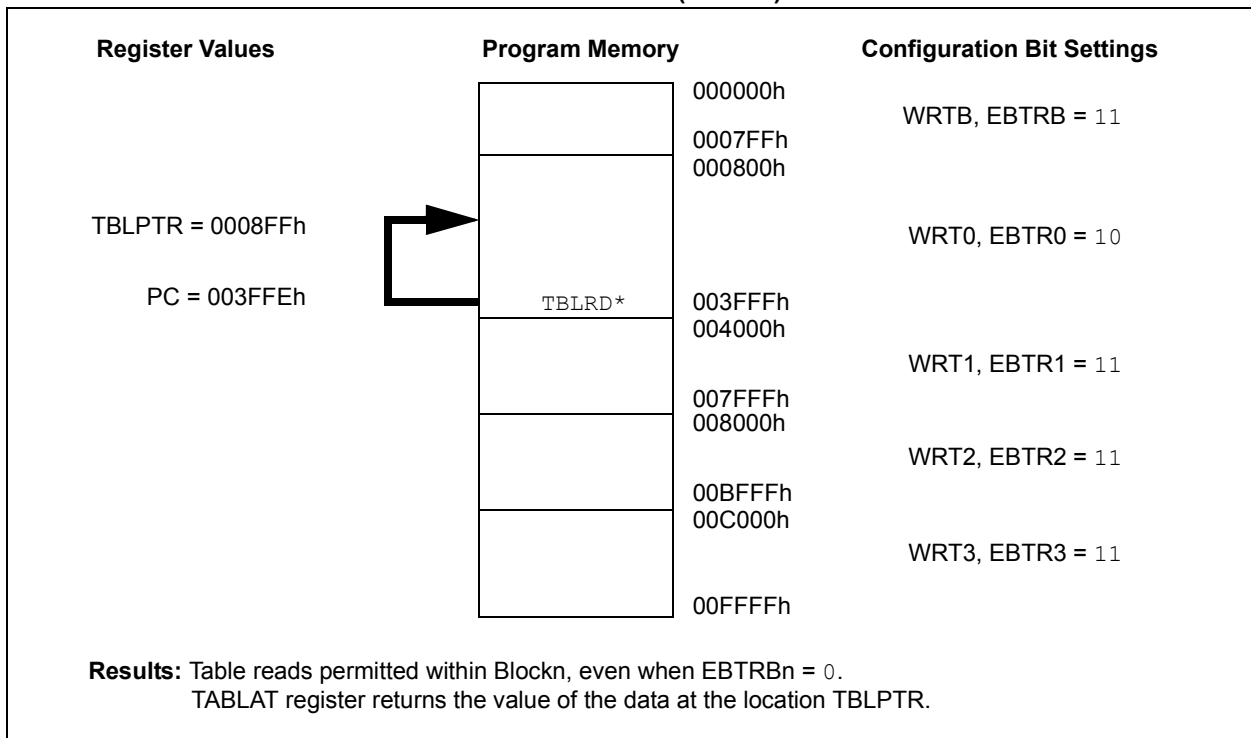 Register Values Program Memory Configuration Bit Settings
000000h
WRTB, EBTRB = 11
0007FFh
000800h
TBLPTR = 0008FFh
WRT0, EBTR0 = 10
PC = 003FFEh
TBLRD* 003FFFh
004000h
WRT1, EBTR1 = 11
007FFFh
008000h
WRT2, EBTR2 = 11
00BFFFh
00C000h
WRT3, EBTR3 = 11
00FFFFh
Results: Table reads permitted within Blockn, even when EBTRBn = 0.
TABLAT register returns the value of the data at the location TBLPTR.